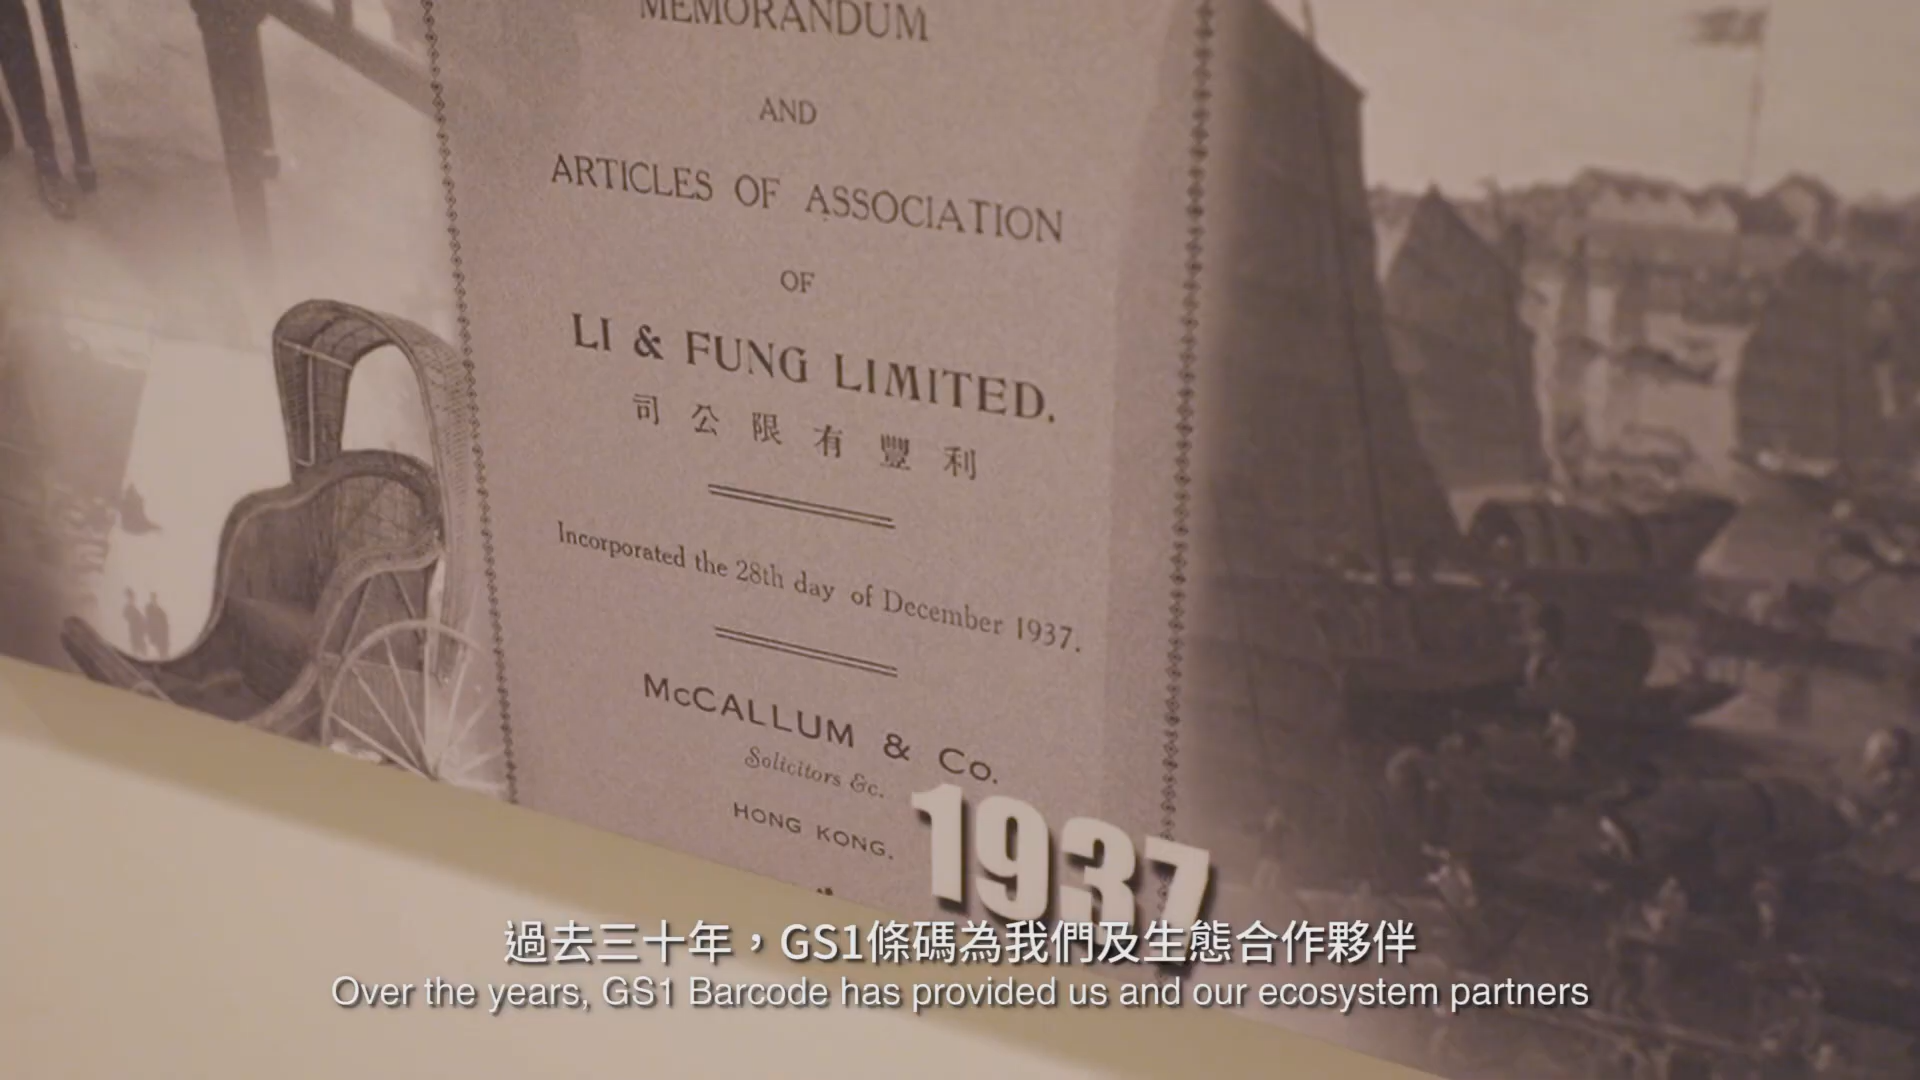 MEMORANDUM
AND
ARTICLES OF ASSOCIATION
OF
LI & FUNG LIMITED.
司公限有豐利
Incorporated the 28th day of December 1937.
McCALLUM & Co.
Solicitors &c.
HONG KONG.
1937
過去三十年，GS1條碼為我們及生態合作夥伴
Over the years, GS1 Barcode has provided us and our ecosystem partners